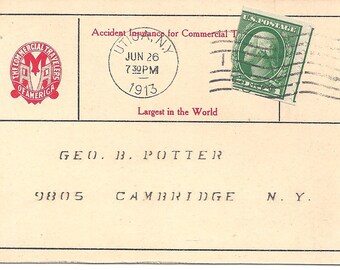 Accident Insurance for Commercial T
UTICA, N.Y.
JUN 26
7 30 PM
1913
U.S. POSTAGE
THE COMMERCIAL TRAVELERS
OF AMERICA
Largest in the World
GEO. B. POTTER
9805 CAMBRIDGE N. Y.